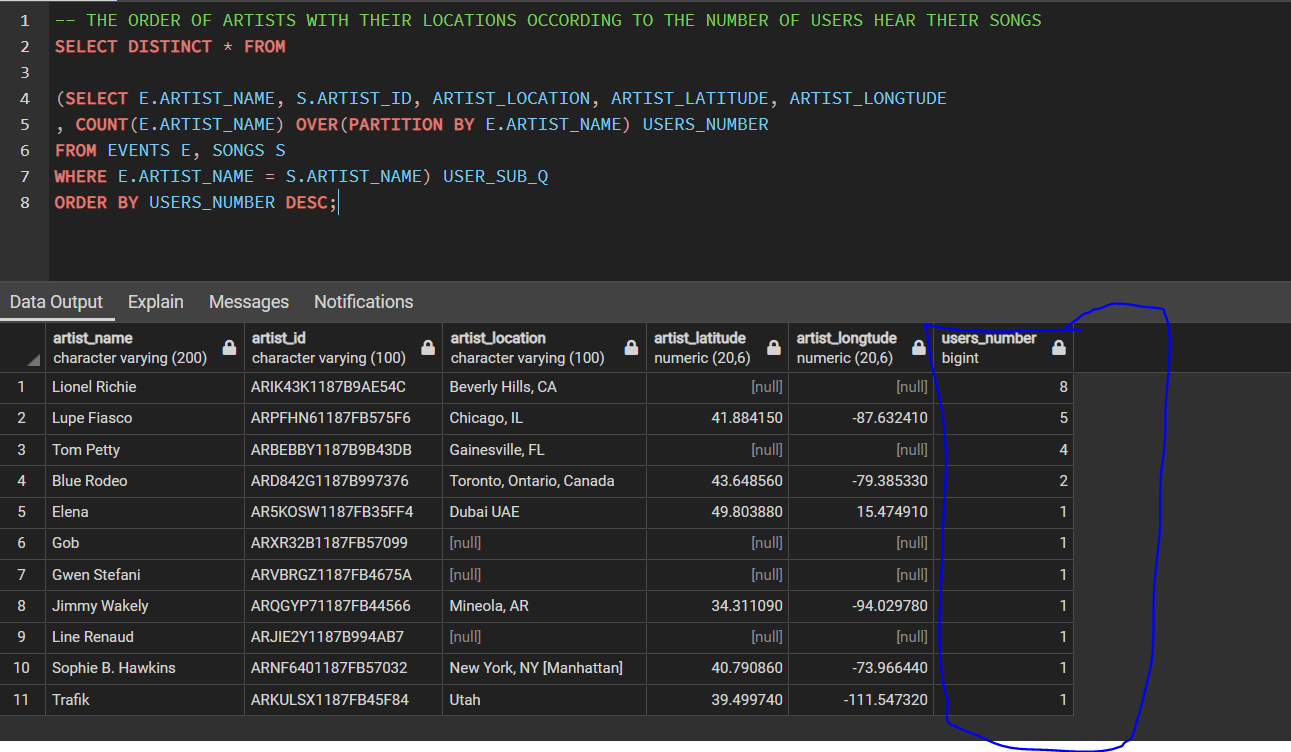 1 -- THE ORDER OF ARTISTS WITH THEIR LOCATIONS OCCORDING TO THE NUMBER OF USERS HEAR THEIR SONGS
2 SELECT DISTINCT * FROM
3
4 (SELECT E.ARTIST_NAME, S.ARTIST_ID, ARTIST_LOCATION, ARTIST_LATITUDE, ARTIST_LONGTUDE
5 , COUNT(E.ARTIST_NAME) OVER(PARTITION BY E.ARTIST_NAME) USERS_NUMBER
6 FROM EVENTS E, SONGS S
7 WHERE E.ARTIST_NAME = S.ARTIST_NAME) USER_SUB_Q
8 ORDER BY USERS_NUMBER DESC;
Data Output Explain Messages Notifications
artist_name artist_id artist_location artist_latitude artist_longtude users_number
character varying (200) character varying (100) character varying (100) numeric (20,6) numeric (20,6) bigint
1 Lionel Richie ARIK43K1187B9AE54C Beverly Hills, CA [null] [null] 8
2 Lupe Fiasco ARPFHN61187FB575F6 Chicago, IL 41.884150 -87.632410 5
3 Tom Petty ARBEBBY1187B9B43DB Gainesville, FL [null] [null] 4
4 Blue Rodeo ARD842G1187B997376 Toronto, Ontario, Canada 43.648560 -79.385330 2
5 Elena AR5KOSW1187FB35FF4 Dubai UAE 49.803880 15.474910 1
6 Gob ARXR32B1187FB57099 [null] [null] [null] 1
7 Gwen Stefani ARVBRGZ1187FB4675A [null] [null] [null] 1
8 Jimmy Wakely ARQGYP71187FB44566 Mineola, AR 34.311090 -94.029780 1
9 Line Renaud ARJIE2Y1187B994AB7 [null] [null] [null] 1
10 Sophie B. Hawkins ARNF6401187FB57032 New York, NY [Manhattan] 40.790860 -73.966440 1
11 Trafik ARKULSX1187FB45F84 Utah 39.499740 -111.547320 1